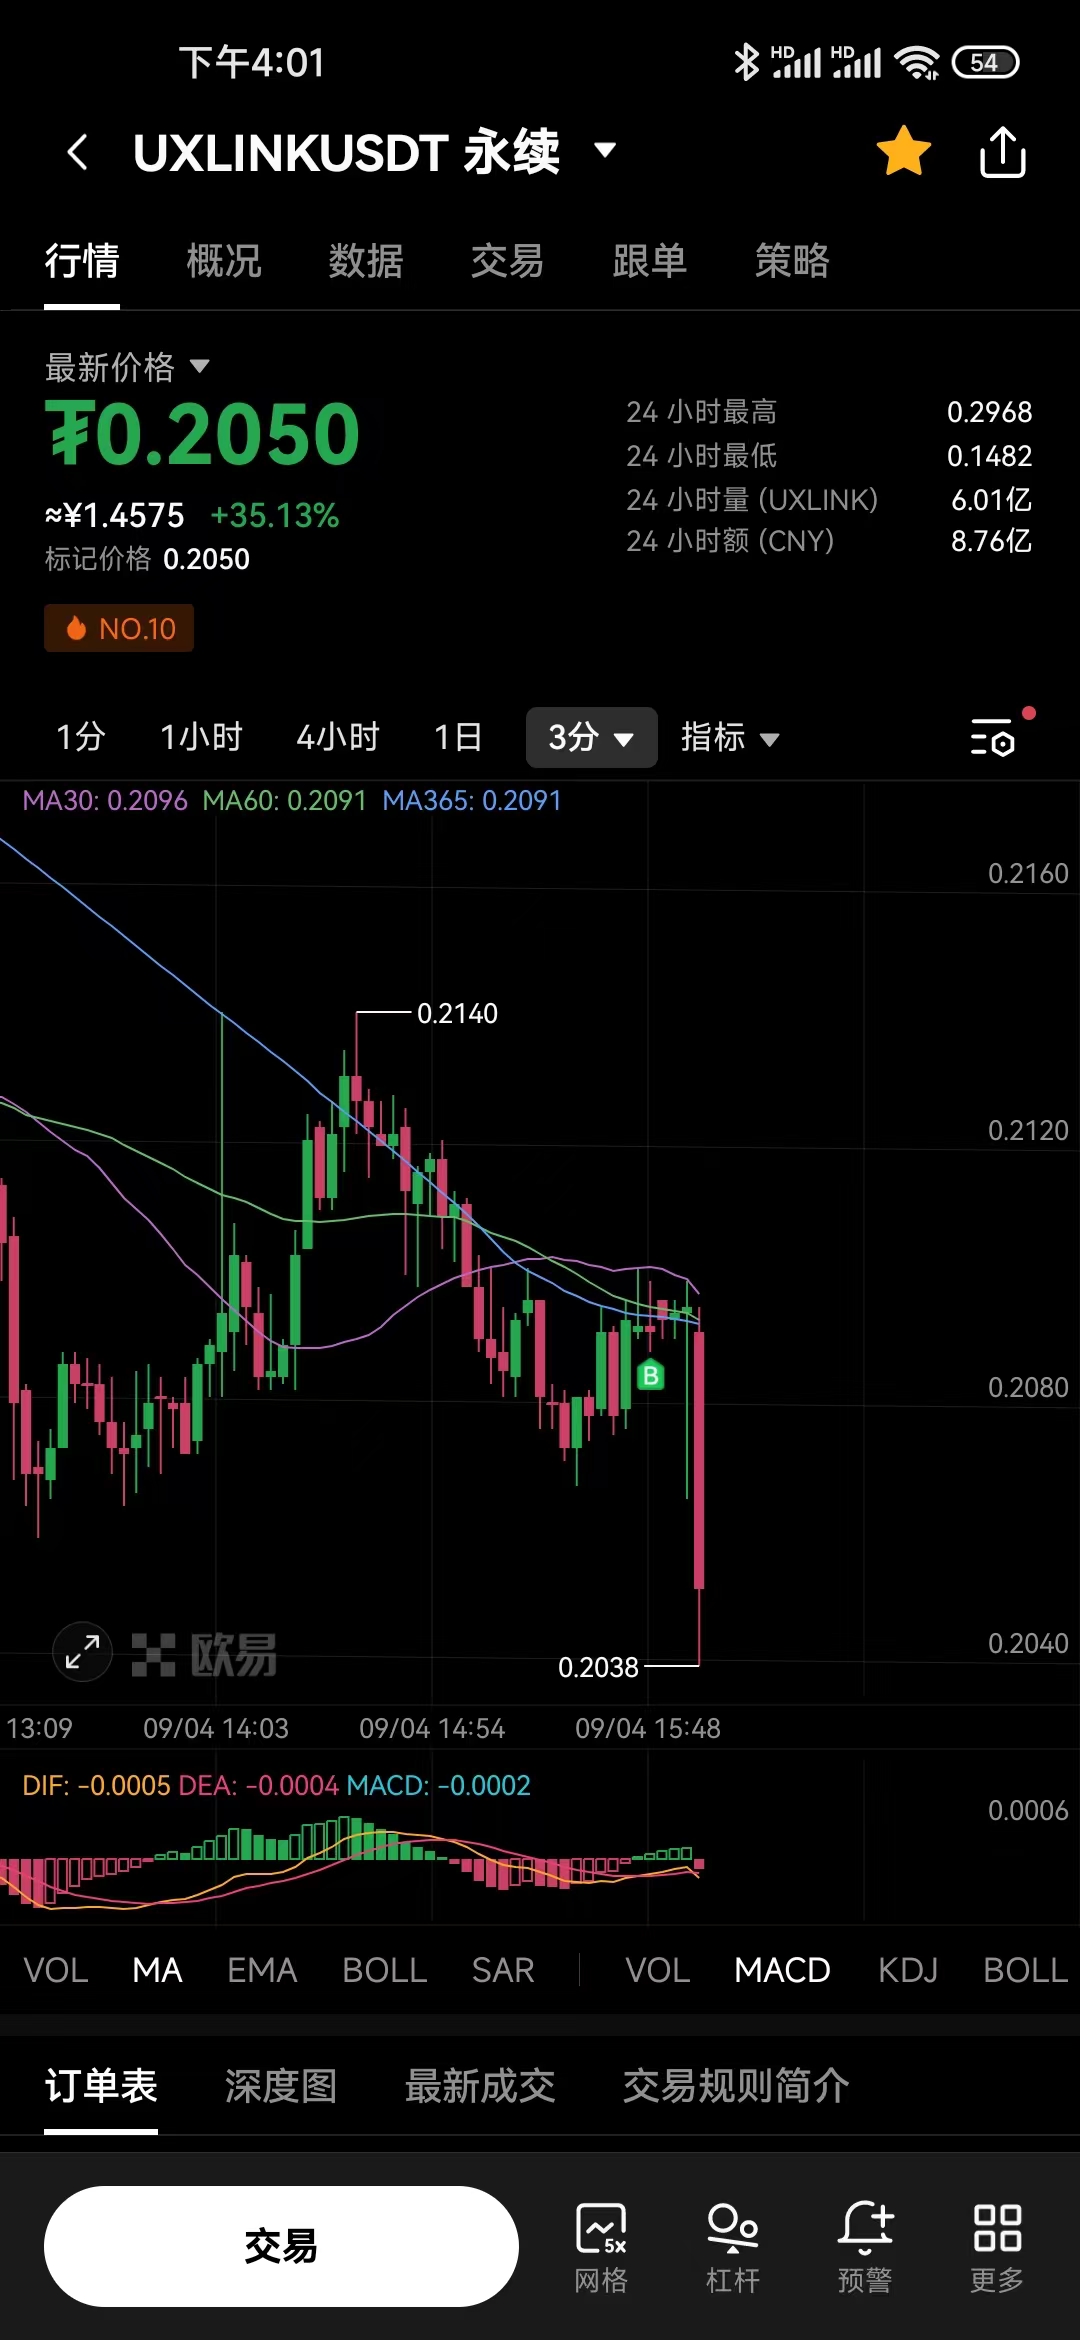 下午4:01
HD HD 54
UXLINKUSDT 永续
行情 概况 数据 交易 跟单 策略
最新价格
₮0.2050
≈¥1.4575 +35.13%
标记价格 0.2050
24 小时最高 0.2968
24 小时最低 0.1482
24 小时量 (UXLINK) 6.01亿
24 小时额 (CNY) 8.76亿
NO.10
1分 1小时 4小时 1日 3分 指标
MA30: 0.2096 MA60: 0.2091 MA365: 0.2091
0.2160
0.2140
0.2120
B
0.2080
0.2040
欧易
0.2038
13:09 09/04 14:03 09/04 14:54 09/04 15:48
DIF: -0.0005 DEA: -0.0004 MACD: -0.0002
0.0006
VOL MA EMA BOLL SAR VOL MACD KDJ BOLL
订单表 深度图 最新成交 交易规则简介
交易
5x
网格 杠杆 预警 更多